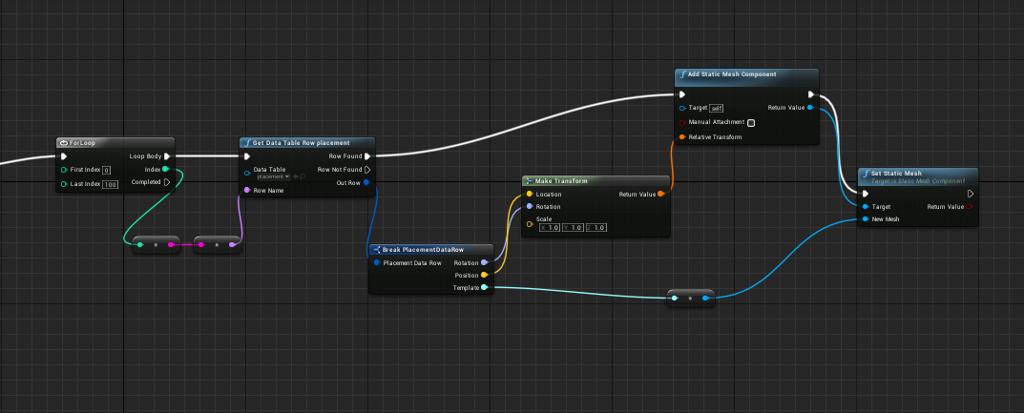 ForLoop
Loop Body
First Index 0
Index
Last Index 100
Completed
Get Data Table Row placement
Row Found
Data Table
placement
Row Not Found
Out Row
Row Name
Break PlacementDataRow
Placement Data Row
Rotation
Position
Template
Make Transform
Location
Return Value
Rotation
Scale
X 1.0 Y 1.0 Z 1.0
Add Static Mesh Component
Target self
Return Value
Manual Attachment
Relative Transform
Set Static Mesh
Target is Static Mesh Component
Target
Return Value
New Mesh